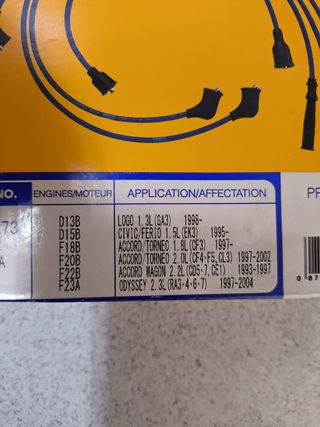 NO. ENGINES/MOTEUR APPLICATION/AFFECTATION PR
73
A
D13B LOGO 1.3L(GA3) 1998-
D15B CIVIC/FERIO 1.5L(EK3) 1995-
F18B ACCORD/TORNEO 1.8L(CF3) 1997-
F20B ACCORD/TORNEO 2.0L(CF4·F5,CL3) 1997-2002
F22B ACCORD WAGON 2.2L(CD5·7,CE1) 1993-1997
F23A ODYSSEY 2.3L(RA3·4·6·7) 1997-2004
0 87